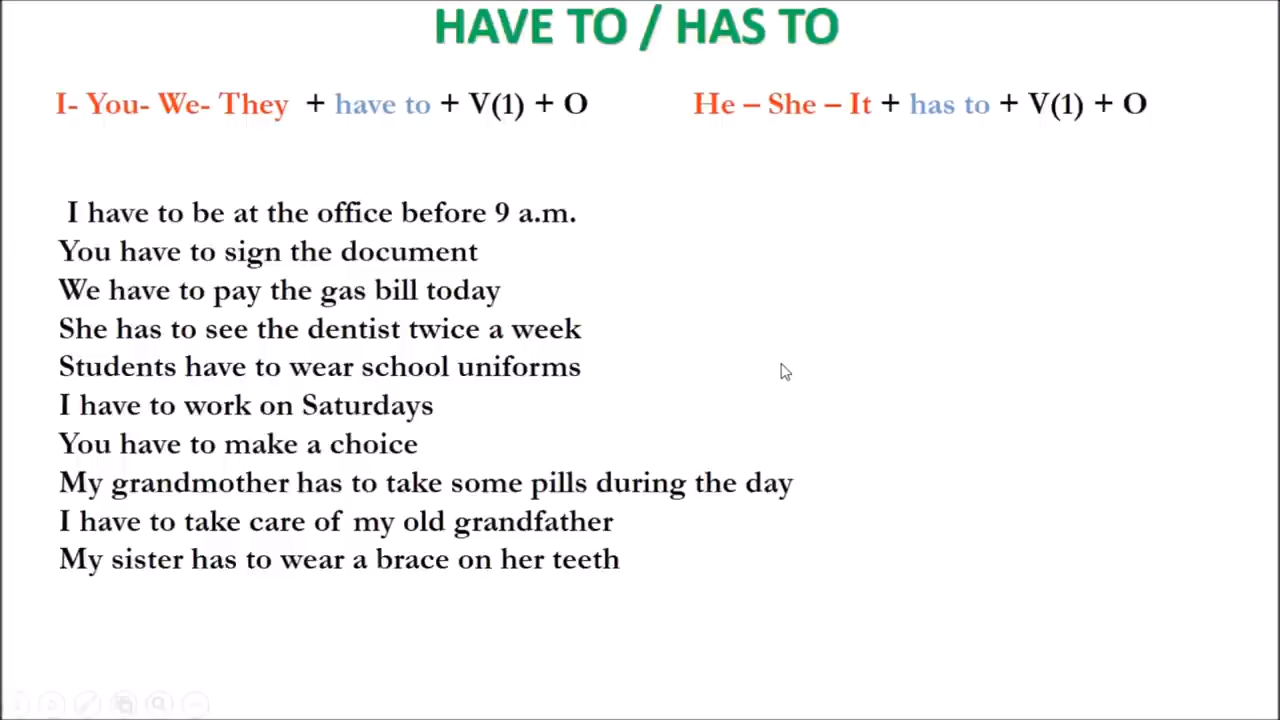 HAVE TO / HAS TO
I- You- We- They + have to + V(1) + O
He – She – It + has to + V(1) + O
I have to be at the office before 9 a.m.
You have to sign the document
We have to pay the gas bill today
She has to see the dentist twice a week
Students have to wear school uniforms
I have to work on Saturdays
You have to make a choice
My grandmother has to take some pills during the day
I have to take care of my old grandfather
My sister has to wear a brace on her teeth